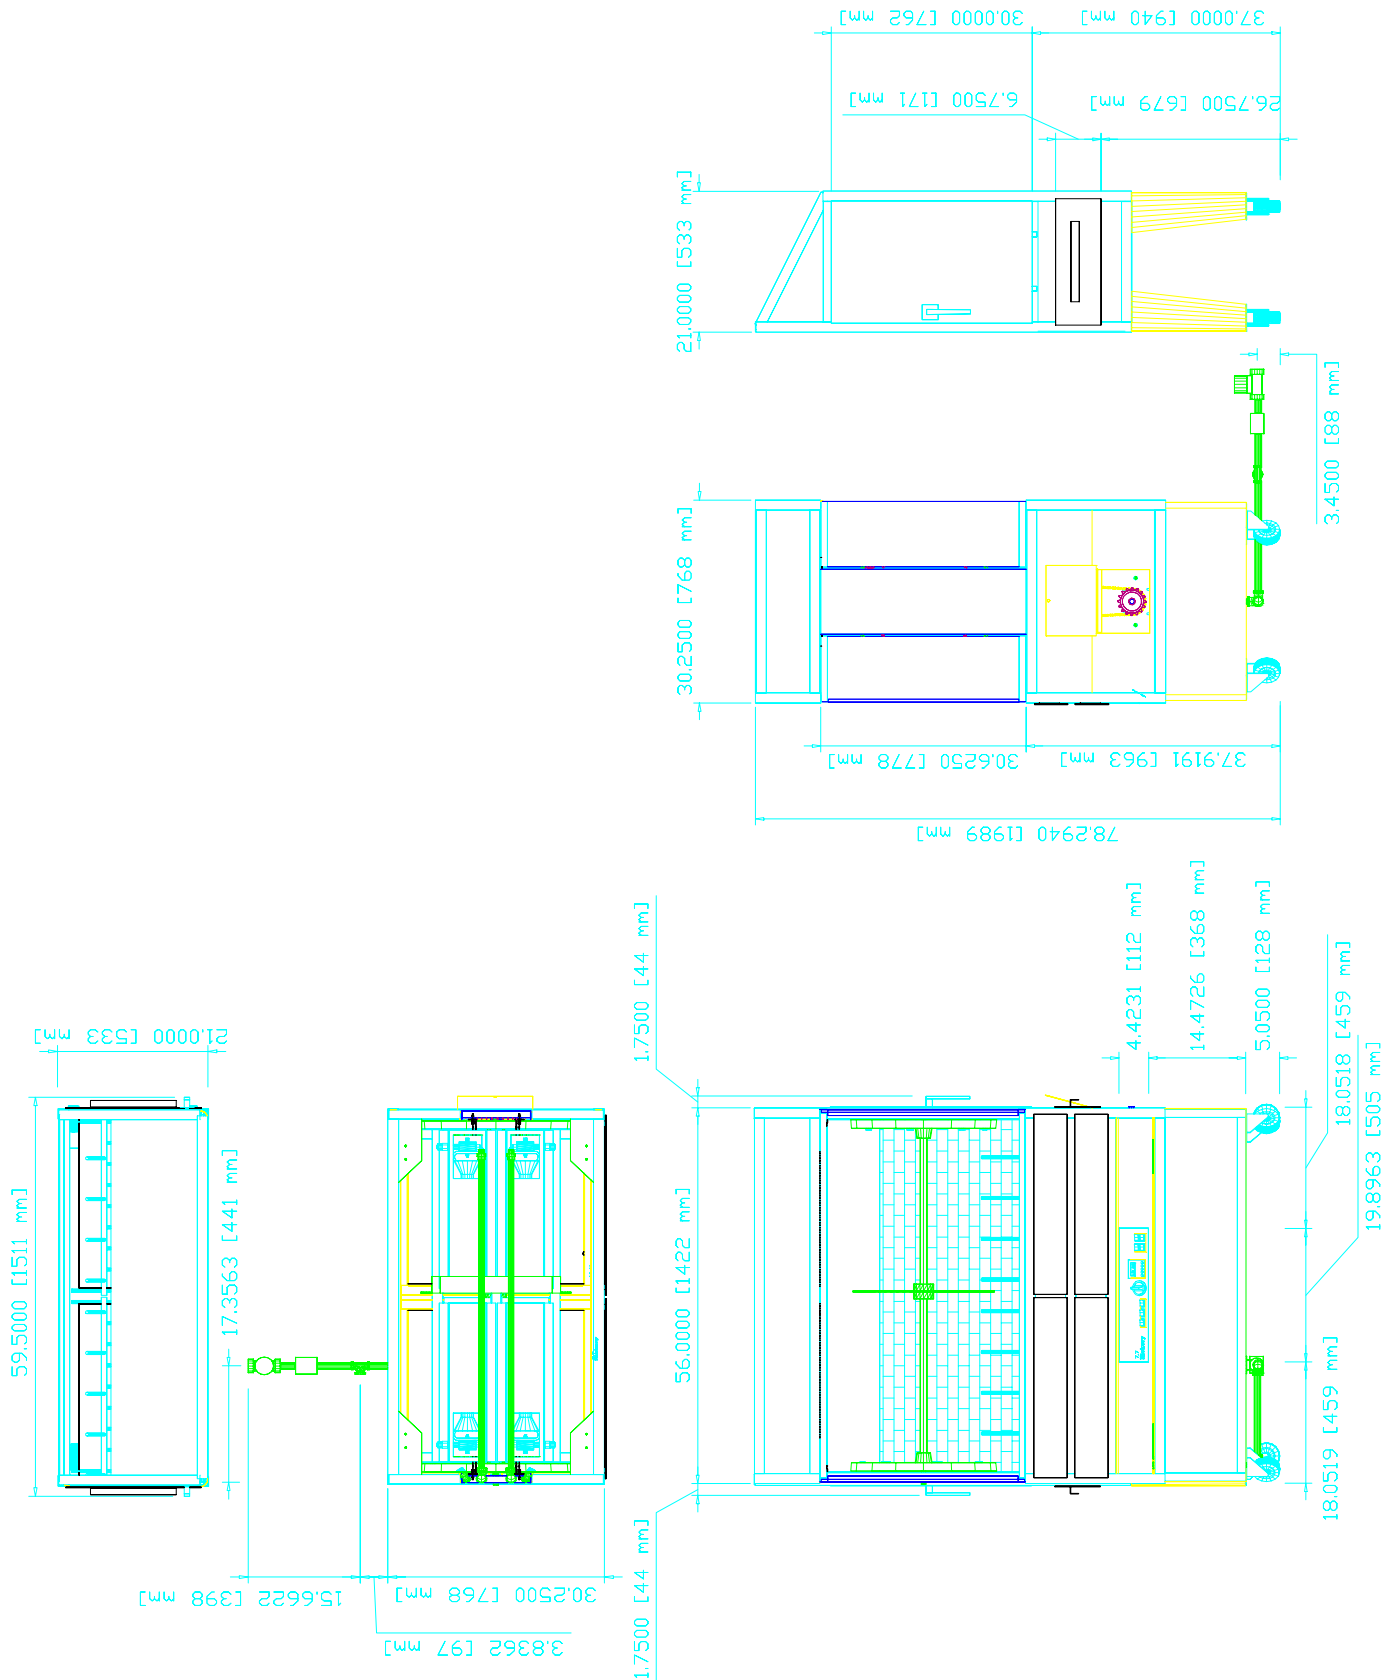 30.0000 [762 mm]
37.0000 [940 mm]
6.7500 [171 mm]
26.7500 [679 mm]
21.0000 [533 mm]
3.4500 [88 mm]
30.2500 [768 mm]
30.6250 [778 mm]
37.9191 [963 mm]
78.2940 [1989 mm]
1.7500 [44 mm]
4.4231 [112 mm]
14.4726 [368 mm]
5.0500 [128 mm]
18.0518 [459 mm]
19.8963 [505 mm]
21.0000 [533 mm]
59.5000 [1511 mm]
17.3563 [441 mm]
56.0000 [1422 mm]
18.0519 [459 mm]
15.6622 [398 mm]
30.2500 [768 mm]
3.8362 [97 mm]
1.7500 [44 mm]